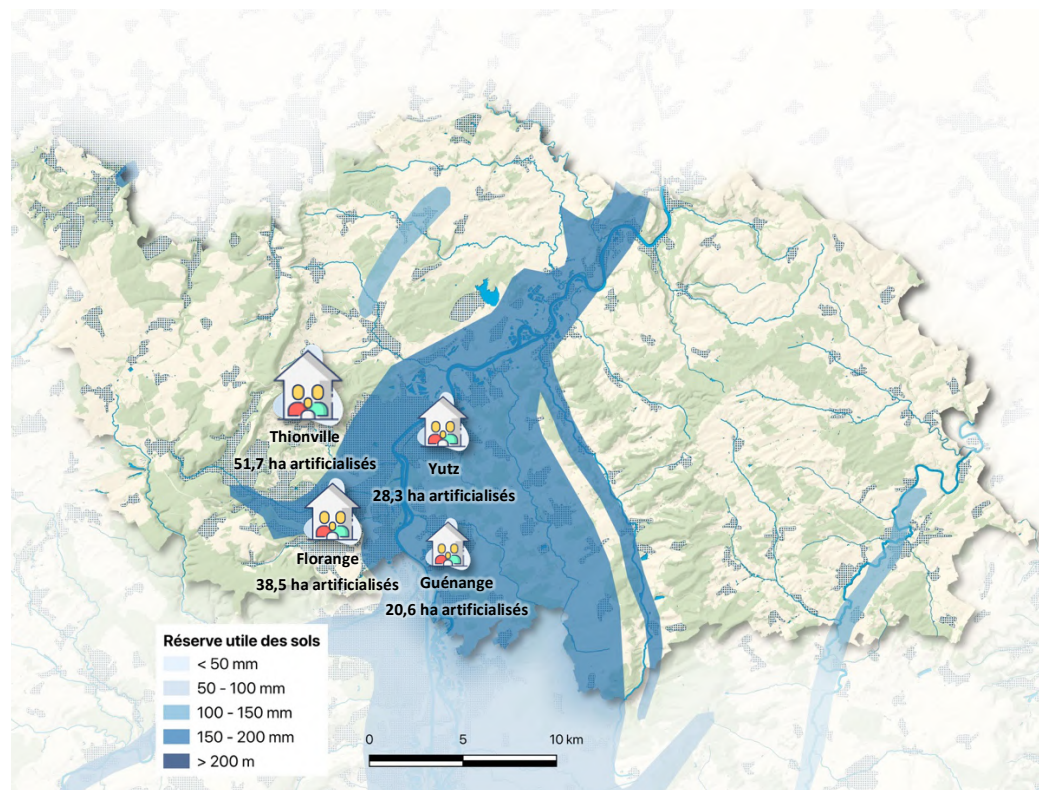 Thionville
51,7 ha artificialisés
Yutz
28,3 ha artificialisés
Florange
38,5 ha artificialisés
Guénange
20,6 ha artificialisés
Réserve utile des sols
< 50 mm
50 - 100 mm
100 - 150 mm
150 - 200 mm
> 200 m
0 5 10 km